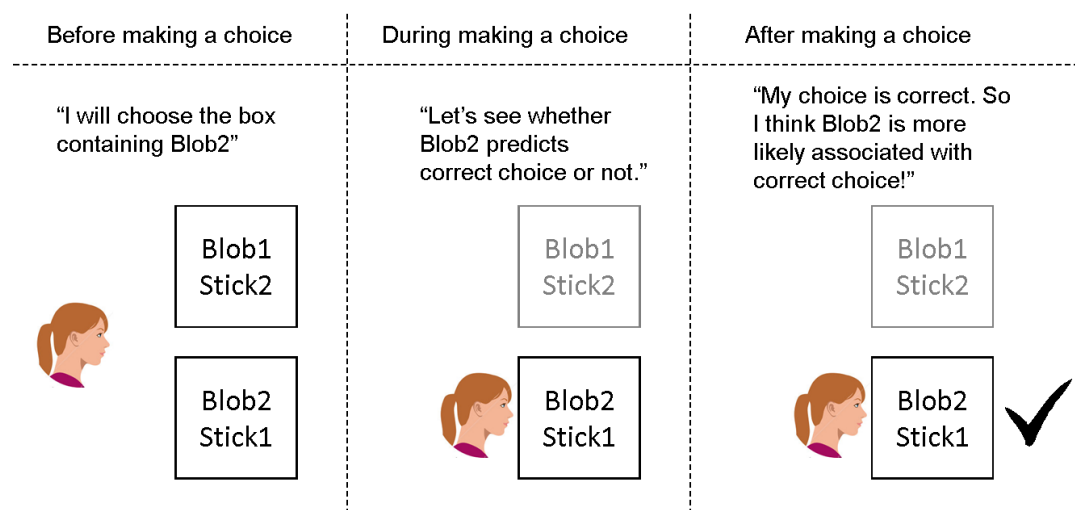 Before making a choice
During making a choice
After making a choice
“I will choose the box
containing Blob2”
Blob1
Stick2
Blob2
Stick1
“Let’s see whether
Blob2 predicts
correct choice or not.”
Blob1
Stick2
Blob2
Stick1
“My choice is correct. So
I think Blob2 is more
likely associated with
correct choice!”
Blob1
Stick2
Blob2
Stick1